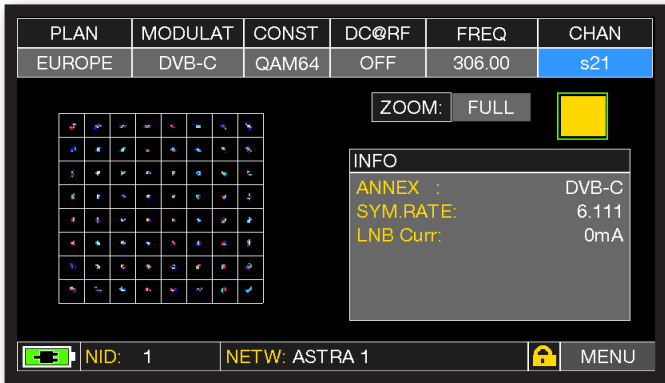 PLAN MODULAT CONST DC@RF FREQ CHAN
EUROPE DVB-C QAM64 OFF 306.00 s21
ZOOM: FULL
INFO
ANNEX : DVB-C
SYM.RATE: 6.111
LNB Curr: 0mA
NID: 1 NETW: ASTRA 1 MENU